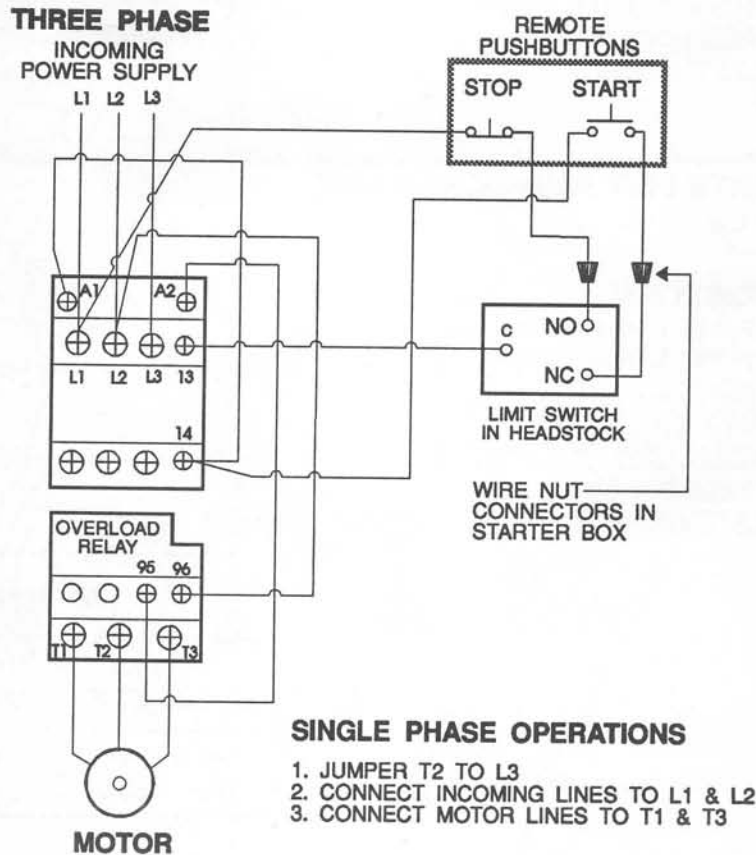 THREE PHASE
INCOMING
POWER SUPPLY
L1 L2 L3
REMOTE
PUSHBUTTONS
STOP START
A1 A2
L1 L2 L3 13
14
C
NO
NC
LIMIT SWITCH
IN HEADSTOCK
WIRE NUT
CONNECTORS IN
STARTER BOX
OVERLOAD
RELAY
95 96
T1 T2 T3
MOTOR
SINGLE PHASE OPERATIONS
1. JUMPER T2 TO L3
2. CONNECT INCOMING LINES TO L1 & L2
3. CONNECT MOTOR LINES TO T1 & T3